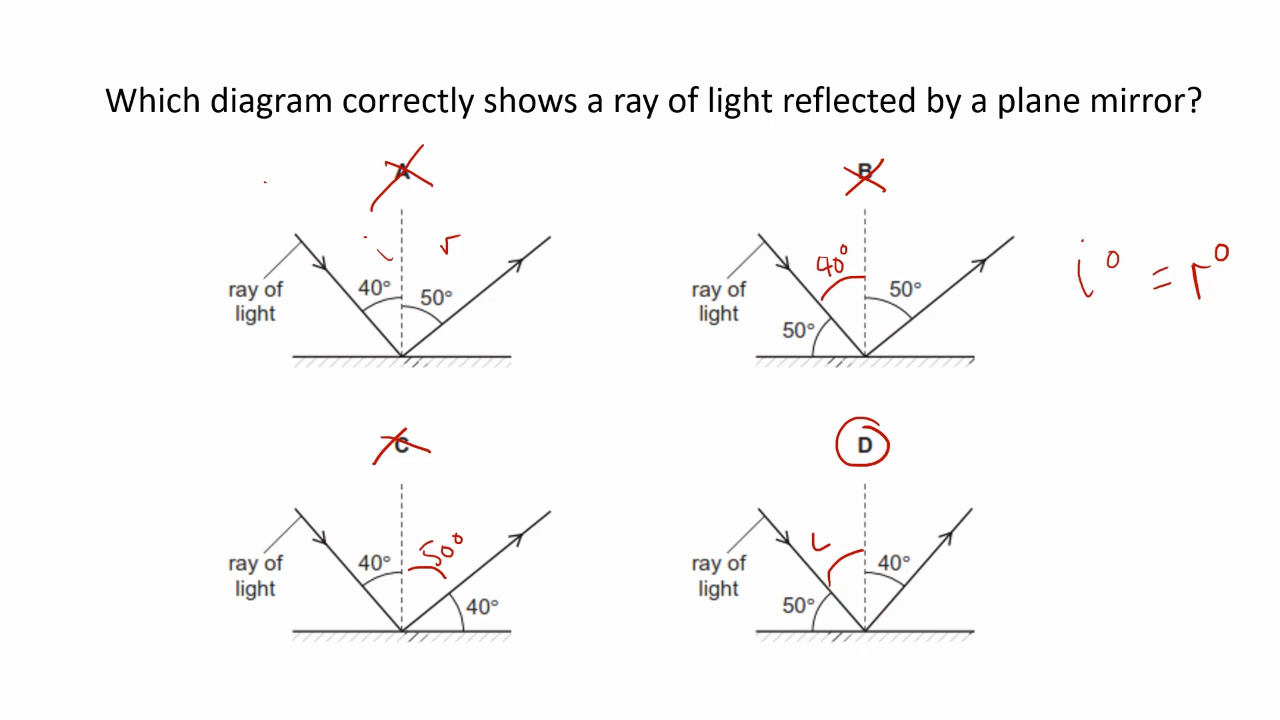 Which diagram correctly shows a ray of light reflected by a plane mirror?
A
B
i
r
40°
i° = r°
ray of
light
40°
50°
ray of
light
50°
50°
C
D
50°
ray of
light
40°
40°
ray of
light
40°
50°